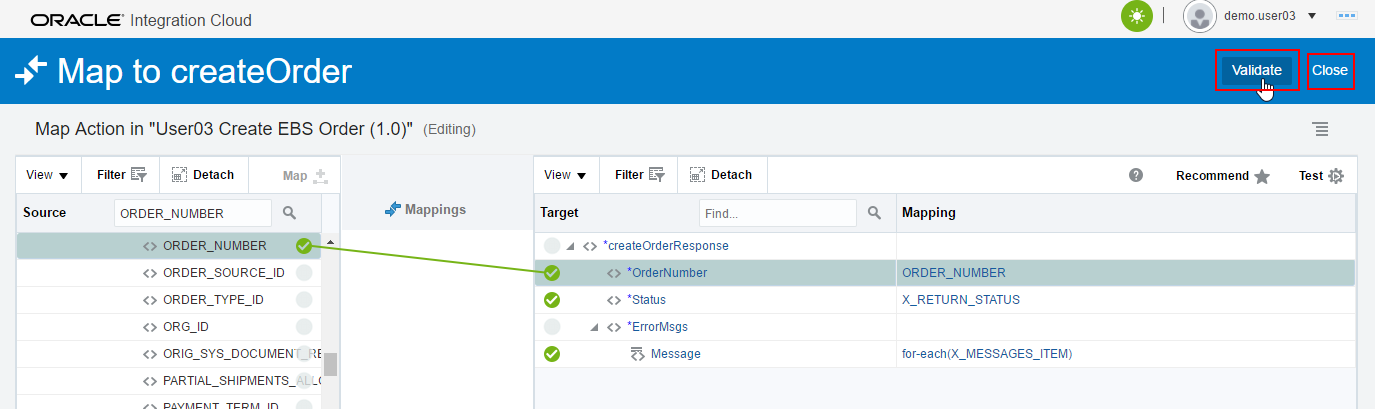 ORACLE® Integration Cloud
demo.user03
Map to createOrder
Validate
Close
Map Action in "User03 Create EBS Order (1.0)" (Editing)
View
Filter
Detach
Map
Source
ORDER_NUMBER
ORDER_NUMBER
ORDER_SOURCE_ID
ORDER_TYPE_ID
ORG_ID
ORIG_SYS_DOCUMENT_RE
PARTIAL_SHIPMENTS_ALLO
PAYMENT_TERM_ID
Mappings
View
Filter
Detach
?
Recommend
Test
Target
Find...
Mapping
*createOrderResponse
*OrderNumber ORDER_NUMBER
*Status X_RETURN_STATUS
*ErrorMsgs
Message for-each(X_MESSAGES_ITEM)